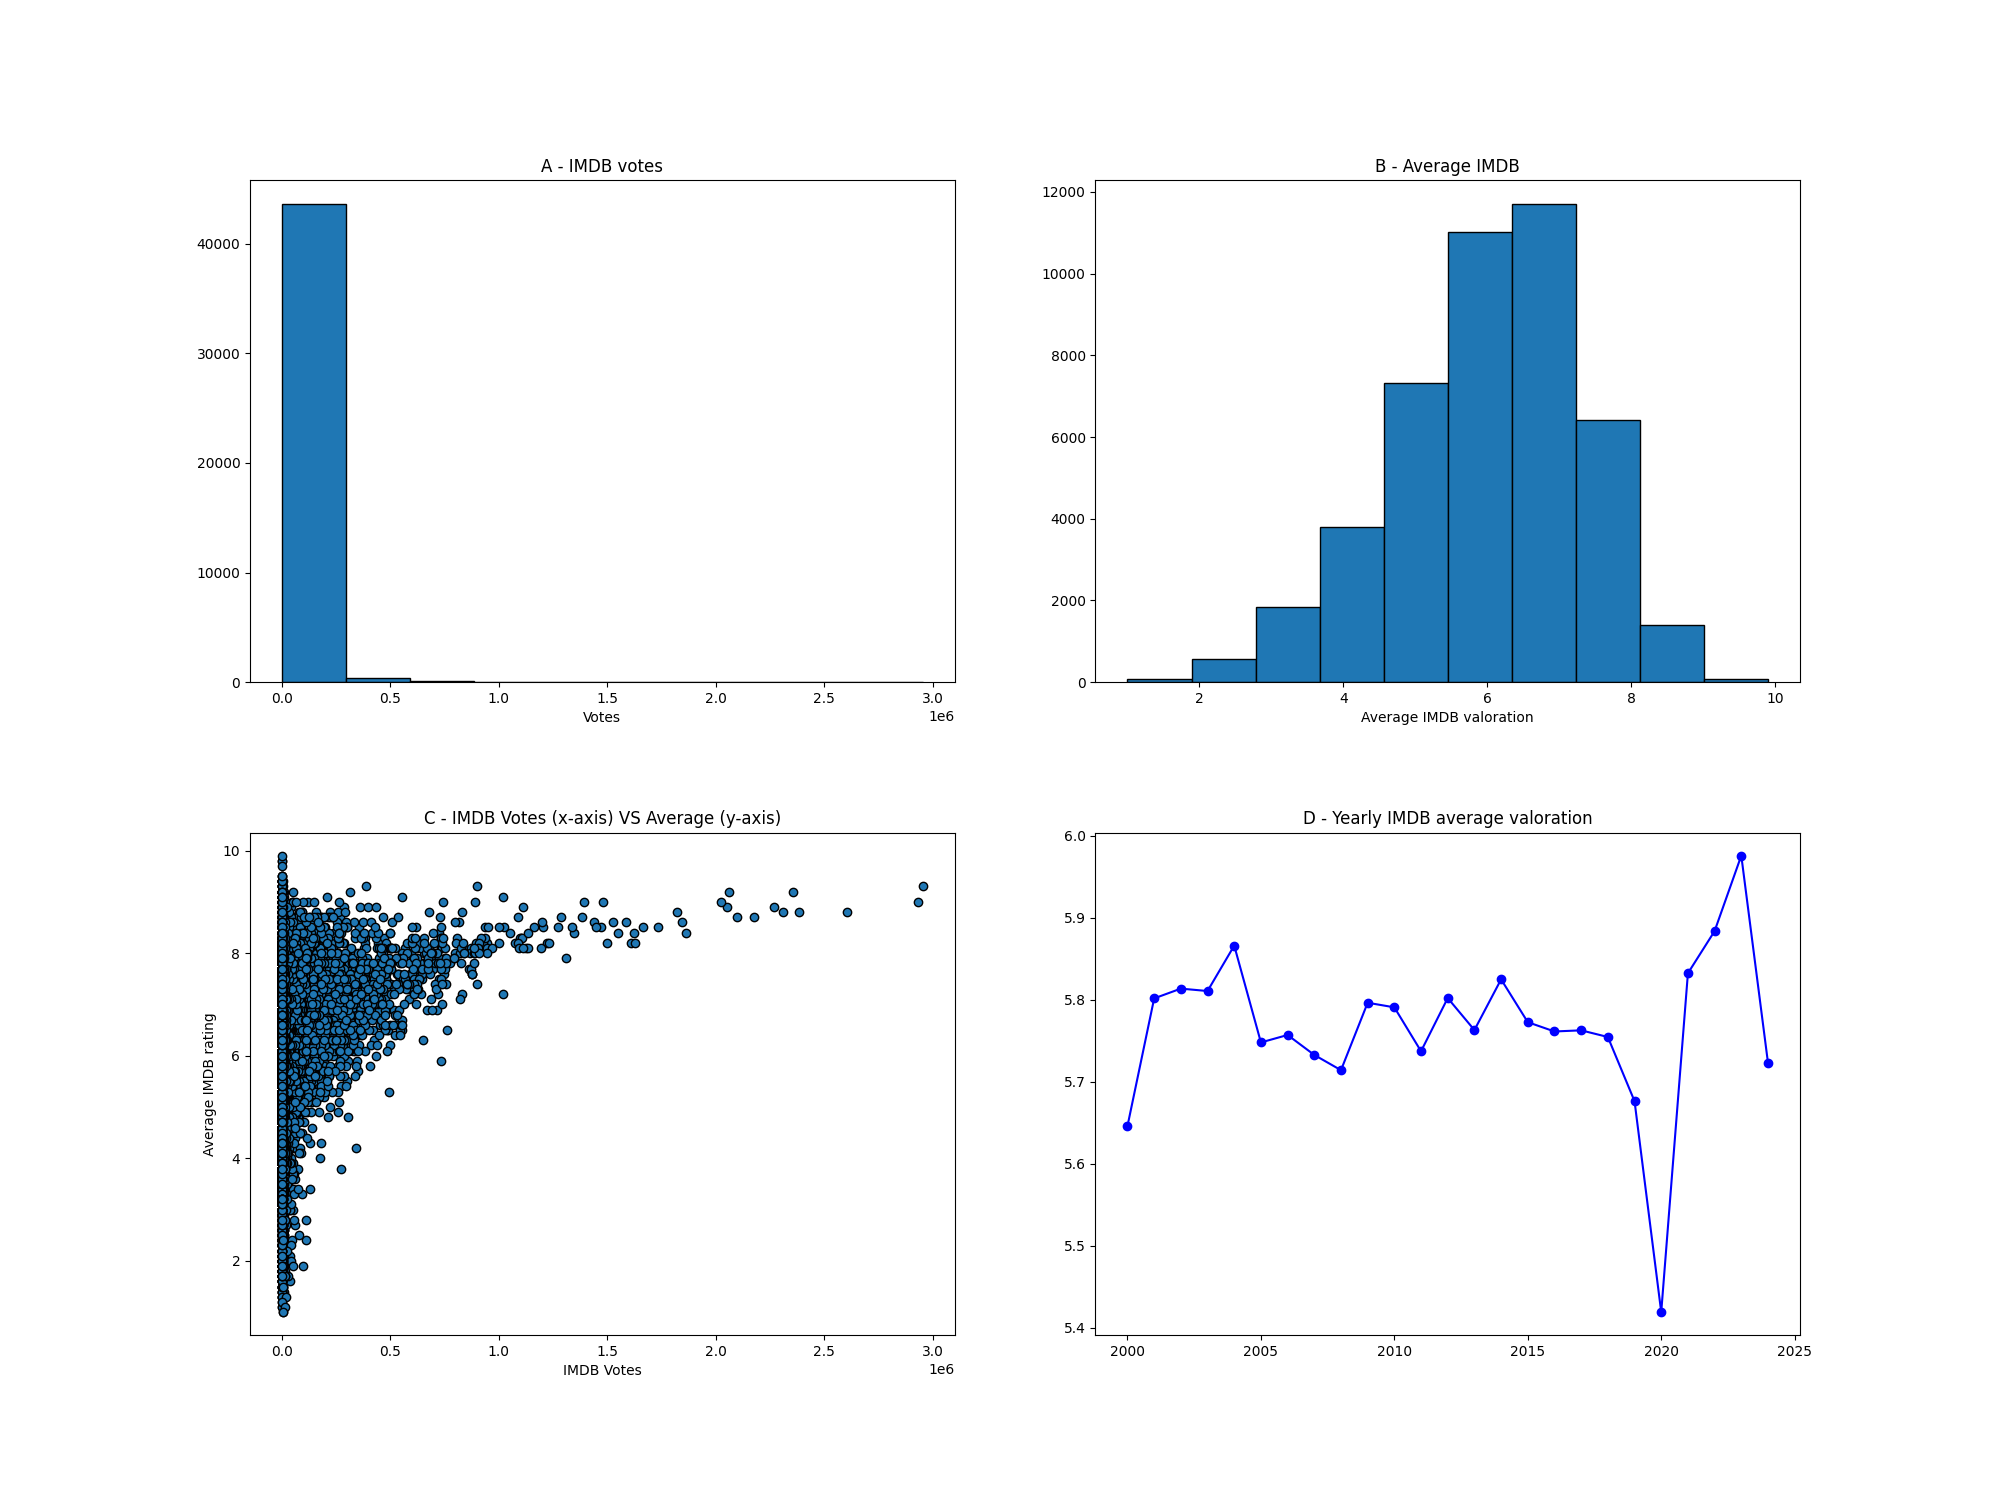 A - IMDB votes
40000
30000
20000
10000
0
0.0 0.5 1.0 1.5 2.0 2.5 3.0
1e6
Votes
B - Average IMDB
12000
10000
8000
6000
4000
2000
0
2 4 6 8 10
Average IMDB valoration
C - IMDB Votes (x-axis) VS Average (y-axis)
Average IMDB rating
10
8
6
4
2
0.0 0.5 1.0 1.5 2.0 2.5 3.0
1e6
IMDB Votes
D - Yearly IMDB average valoration
6.0
5.9
5.8
5.7
5.6
5.5
5.4
2000 2005 2010 2015 2020 2025